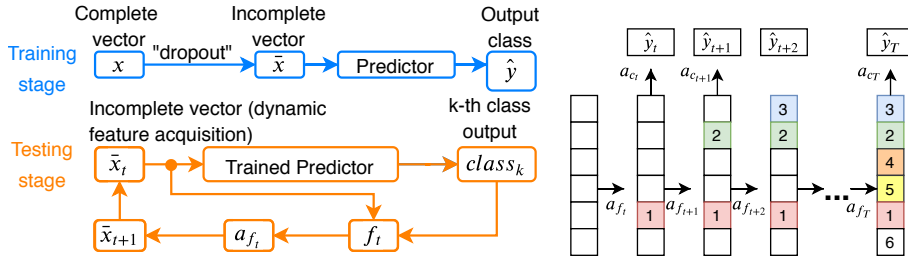 Complete
vector
Incomplete
vector
Output
class
Training
stage
x
"dropout"
x̄
Predictor
ŷ
Incomplete vector (dynamic
feature acquisition)
k-th class
output
Testing
stage
x̄_t
Trained Predictor
class_k
x̄_{t+1}
a_{f_t}
f_t
ŷ_t
ŷ_{t+1}
ŷ_{t+2}
ŷ_T
a_{c_t}
a_{c_{t+1}}
a_{c_T}
3
3
2
2
2
4
a_{f_t}
a_{f_{t+1}}
a_{f_{t+2}}
...
a_{f_T}
5
1
1
1
1
6